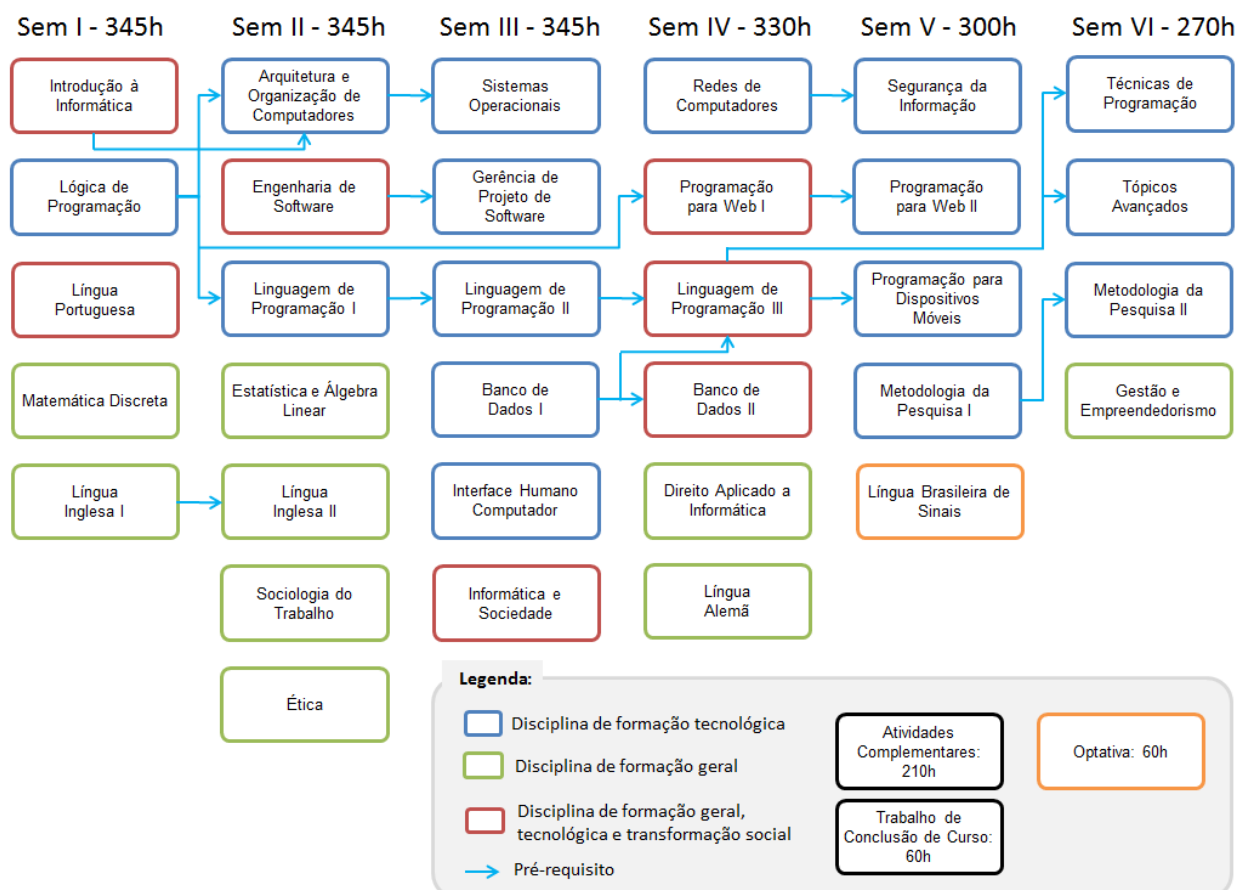 Sem I - 345h
Sem II - 345h
Sem III - 345h
Sem IV - 330h
Sem V - 300h
Sem VI - 270h
Introdução à
Informática
Arquitetura e
Organização de
Computadores
Sistemas
Operacionais
Redes de
Computadores
Segurança da
Informação
Técnicas de
Programação
Lógica de
Programação
Engenharia de
Software
Gerência de
Projeto de
Software
Programação
para Web I
Programação
para Web II
Tópicos
Avançados
Língua
Portuguesa
Linguagem de
Programação I
Linguagem de
Programação II
Linguagem de
Programação III
Programação para
Dispositivos
Móveis
Metodologia da
Pesquisa II
Matemática Discreta
Estatística e Álgebra
Linear
Banco de
Dados I
Banco de
Dados II
Metodologia da
Pesquisa I
Gestão e
Empreendedorismo
Língua
Inglesa I
Língua
Inglesa II
Interface Humano
Computador
Direito Aplicado a
Informática
Língua Brasileira de
Sinais
Sociologia do
Trabalho
Informática e
Sociedade
Língua
Alemã
Ética
Legenda:
Disciplina de formação tecnológica
Disciplina de formação geral
Disciplina de formação geral,
tecnológica e transformação social
Pré-requisito
Atividades
Complementares:
210h
Trabalho de
Conclusão de Curso:
60h
Optativa: 60h